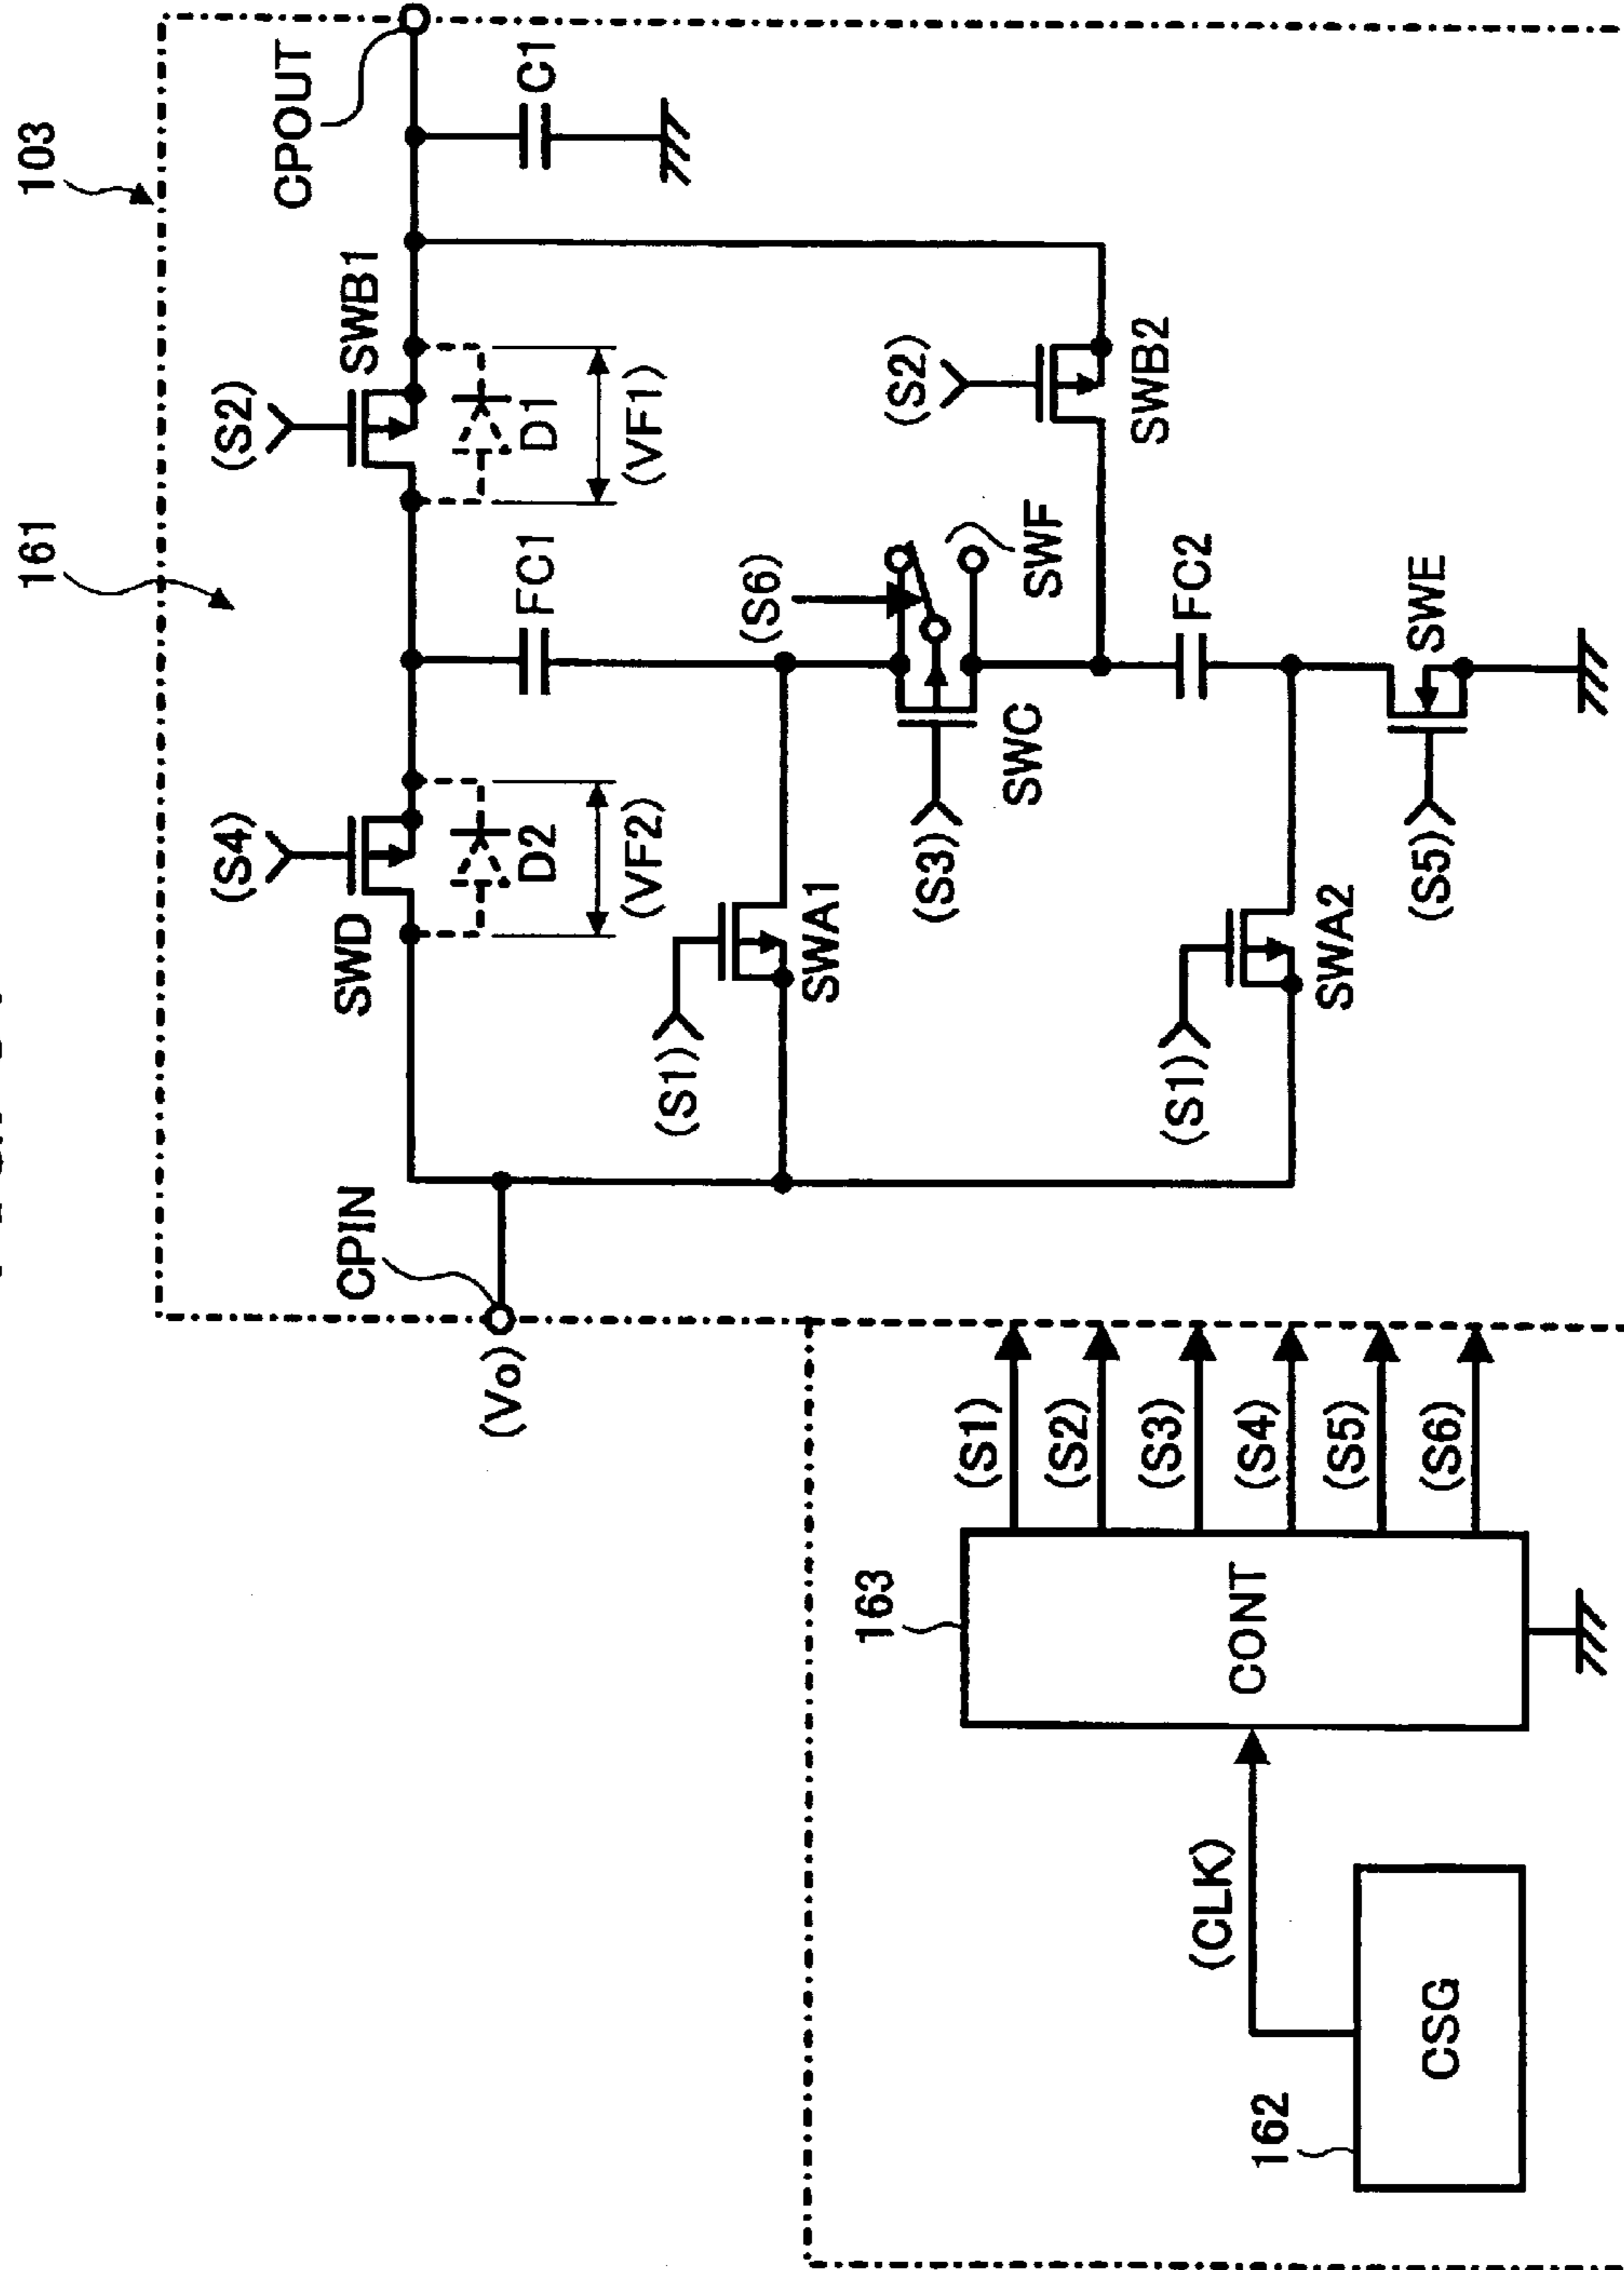 103
161
CPOUT
C1
(S2)
SWB1
D1
(VF1)
(S4)
SWD
D2
(VF2)
FC1
(S6)
SWF
(S2)
SWB2
(S3)
SWC
FC2
(S1)
SWA1
(S1)
SWA2
(S5)
SWE
CPIN
(Vo)
(S1)
(S2)
(S3)
(S4)
(S5)
(S6)
163
CONT
(CLK)
162
CSG